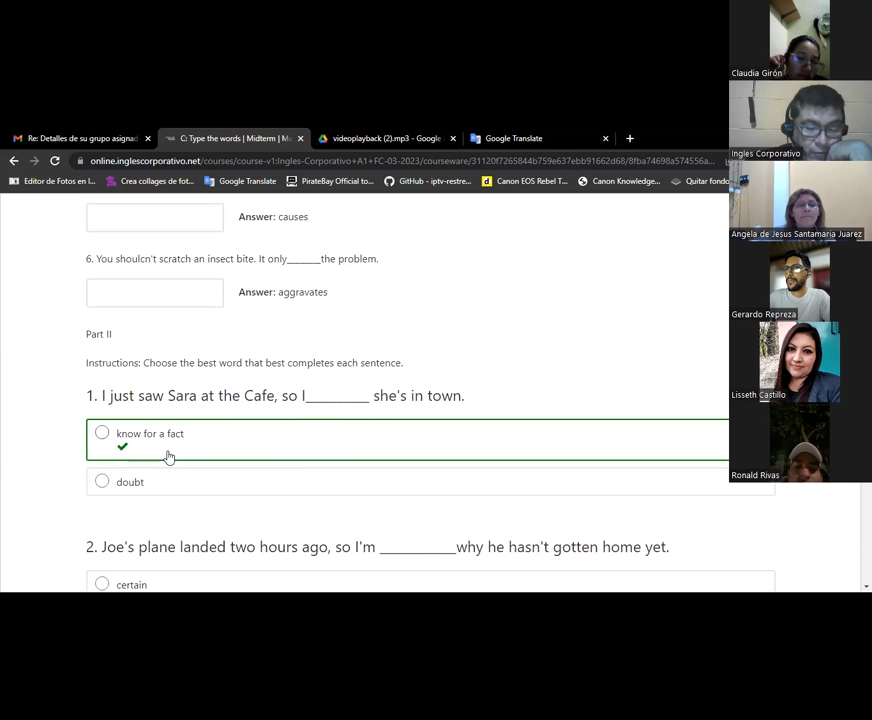 Claudia Girón
Re: Detalles de su grupo asignad
C: Type the words | Midterm | Ma
videoplayback (2).mp3 - Google
Google Translate
Ingles Corporativo
online.inglescorporativo.net/courses/course-v1:Ingles-Corporativo+A1+FC-03-2023/courseware/31120f7265844b759e637ebb91662d68/8fba74698a574556a...
Editor de Fotos en l...
Crea collages de fot...
Google Translate
PirateBay Official to...
GitHub - iptv-restre...
Canon EOS Rebel T...
Canon Knowledge...
Quitar fondo
Answer: causes
Angela de Jesus Santamaria Juarez
6. You shoulcn't scratch an insect bite. It only_______the problem.
Answer: aggravates
Gerardo Repreza
Part II
Instructions: Choose the best word that best completes each sentence.
1. I just saw Sara at the Cafe, so I_________ she's in town.
Lisseth Castillo
know for a fact
Ronald Rivas
doubt
2. Joe's plane landed two hours ago, so I'm ___________why he hasn't gotten home yet.
certain